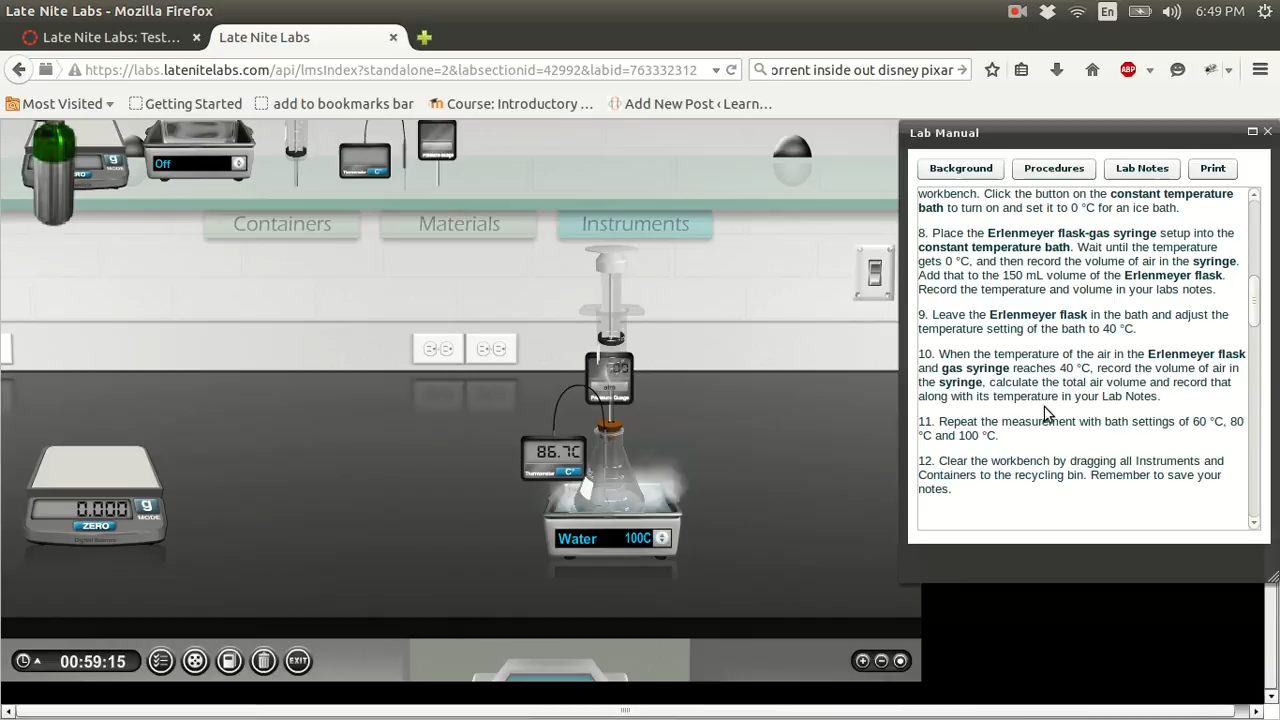 Late Nite Labs - Mozilla Firefox
En
6:49 PM
Late Nite Labs: Test...
Late Nite Labs
https://labs.latenitelabs.com/api/lmsIndex?standalone=2&labsectionid=42992&labid=763332312
orrent inside out disney pixar
ABP
Most Visited
Getting Started
add to bookmarks bar
Course: Introductory ...
Add New Post ‹ Learn...
Lab Manual
Background
Procedures
Lab Notes
Print
workbench. Click the button on the constant temperature
bath to turn on and set it to 0 °C for an ice bath.
8. Place the Erlenmeyer flask-gas syringe setup into the
constant temperature bath. Wait until the temperature
gets 0 °C, and then record the volume of air in the syringe.
Add that to the 150 mL volume of the Erlenmeyer flask.
Record the temperature and volume in your labs notes.
9. Leave the Erlenmeyer flask in the bath and adjust the
temperature setting of the bath to 40 °C.
10. When the temperature of the air in the Erlenmeyer flask
and gas syringe reaches 40 °C, record the volume of air in
the syringe, calculate the total air volume and record that
along with its temperature in your Lab Notes.
11. Repeat the measurement with bath settings of 60 °C, 80
°C and 100 °C.
12. Clear the workbench by dragging all Instruments and
Containers to the recycling bin. Remember to save your
notes.
g
MODE
Off
C°
Containers
Materials
Instruments
atm
Pressure Guage
86.7C
Thermometer
C°
0.000
g
MODE
ZERO
Digital Balance
Water
100C
00:59:15
EXIT